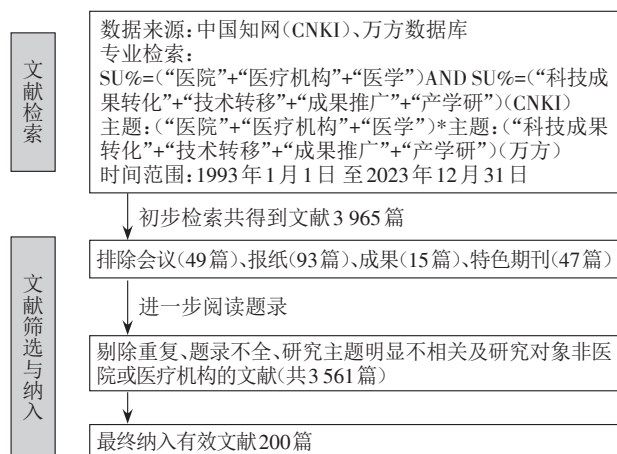 文献检索
数据来源:中国知网(CNKI)、万方数据库
专业检索:
SU%=(“医院”+“医疗机构”+“医学”)AND SU%=(“科技成
果转化”+“技术转移”+“成果推广”+“产学研”)(CNKI)
主题:(“医院”+“医疗机构”+“医学”)*主题:(“科技成果
转化”+“技术转移”+“成果推广”+“产学研”)(万方)
时间范围:1993年1月1日 至2023年12月31日
初步检索共得到文献3 965篇
文献筛选与纳入
排除会议(49篇)、报纸(93篇)、成果(15篇)、特色期刊(47篇)
进一步阅读题录
剔除重复、题录不全、研究主题明显不相关及研究对象非医
院或医疗机构的文献(共3 561篇)
最终纳入有效文献200篇